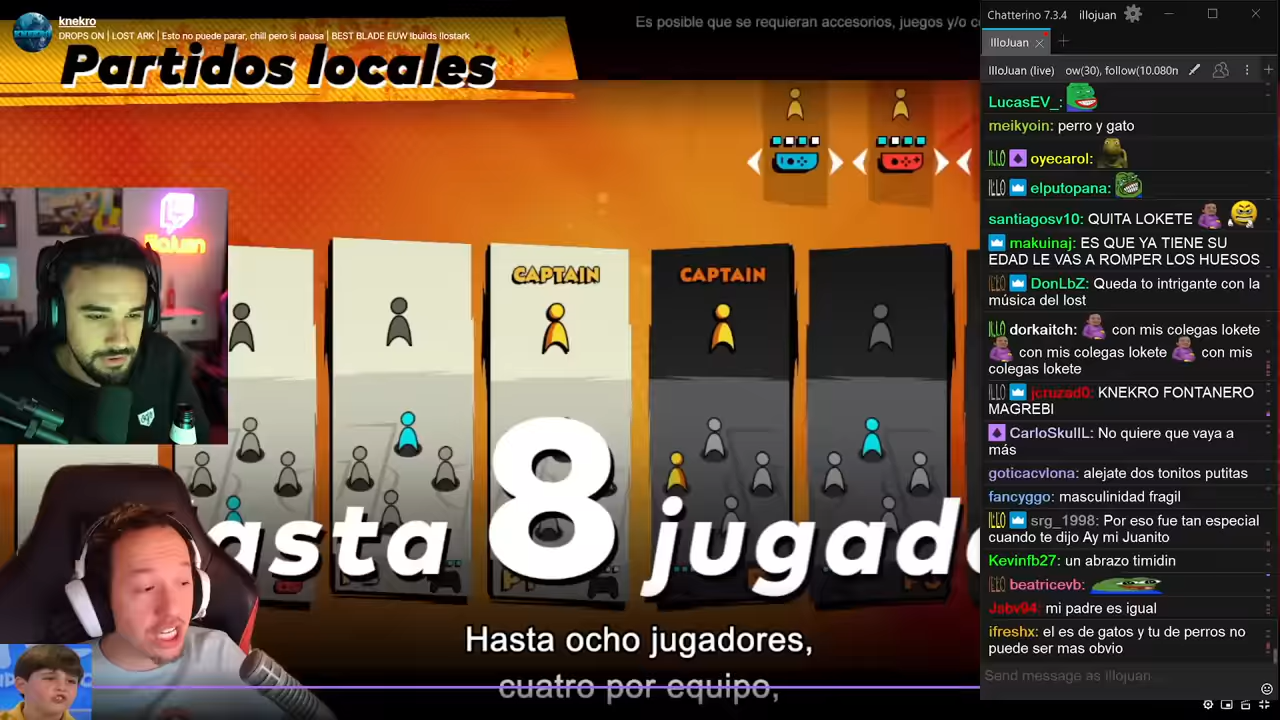 knekro
DROPS ON | LOST ARK | Esto no puede parar, chill pero si pausa | BEST BLADE EUW !builds !lostark
Es posible que se requieran accesorios, juegos y/o c
Partidos locales
CAPTAIN
CAPTAIN
asta 8 jugad
P1
Hasta ocho jugadores,
cuatro por equipo,
Chatterino 7.3.4 illojuan
IlloJuan
IlloJuan (live) ow(30), follow(10.080n
LucasEV_:
meikyoin: perro y gato
oyecarol:
elputopana:
santiagosv10: QUITA LOKETE
makuinaj: ES QUE YA TIENE SU
EDAD LE VAS A ROMPER LOS HUESOS
DonLbZ: Queda to intrigante con la
música del lost
dorkaitch: con mis colegas lokete
con mis colegas lokete con mis
colegas lokete
jcruzad0: KNEKRO FONTANERO
MAGREBI
CarloSkullL: No quiere que vaya a
más
goticacvlona: alejate dos tonitos putitas
fancyggo: masculinidad fragil
srg_1998: Por eso fue tan especial
cuando te dijo Ay mi Juanito
Kevinfb27: un abrazo timidin
beatricevb:
Jabv94: mi padre es igual
ifreshx: el es de gatos y tu de perros no
puede ser mas obvio
Send message as IlloJuan